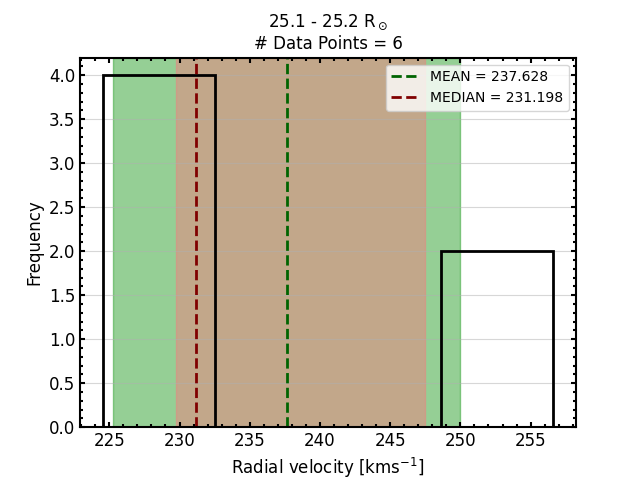 25.1 - 25.2 R⊙
# Data Points = 6
MEAN = 237.628
MEDIAN = 231.198
Frequency
4.0
3.5
3.0
2.5
2.0
1.5
1.0
0.5
0.0
225 230 235 240 245 250 255
Radial velocity [kms⁻¹]